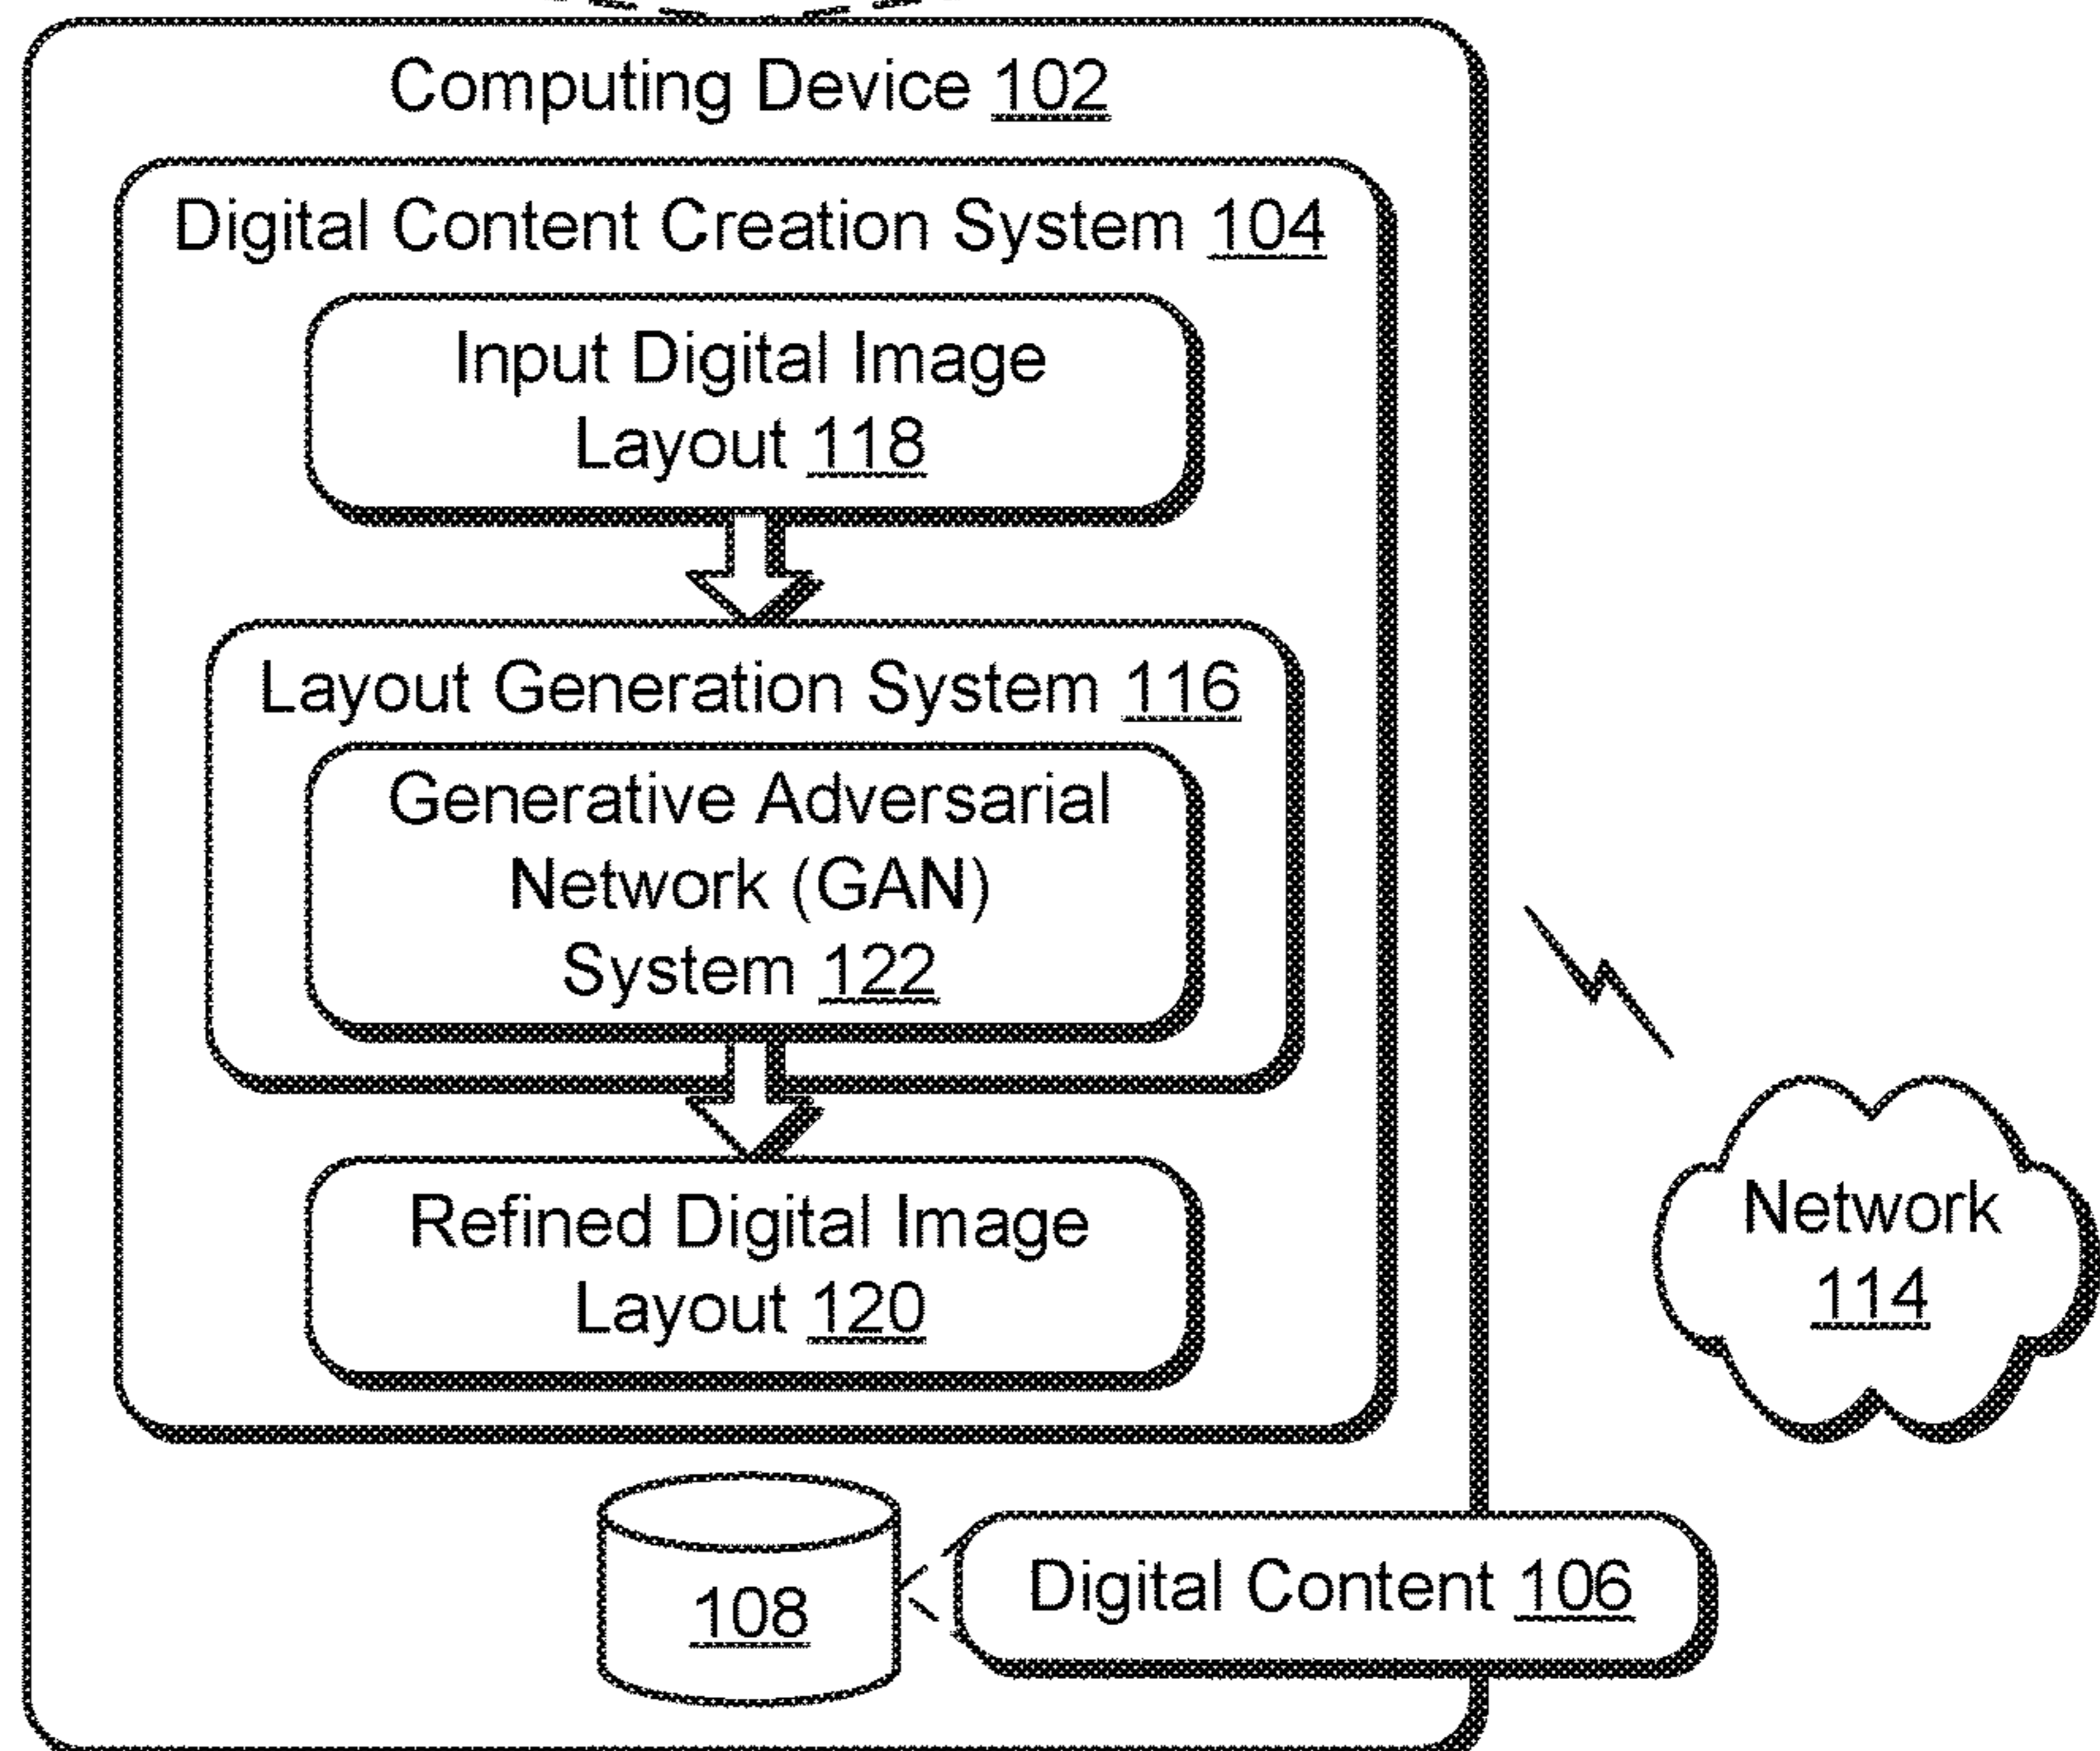 Computing Device 102
Digital Content Creation System 104
Input Digital Image
Layout 118
Layout Generation System 116
Generative Adversarial
Network (GAN)
System 122
Refined Digital Image
Layout 120
Network
114
108
Digital Content 106